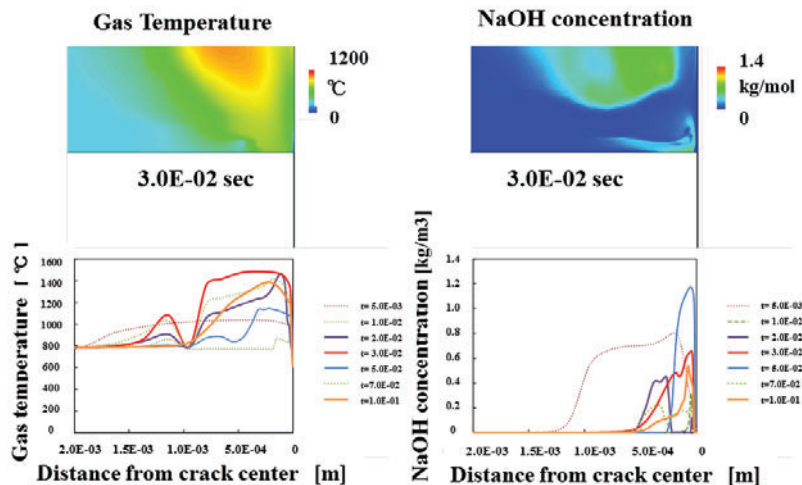 Gas Temperature
1200
℃
0
3.0E-02 sec
NaOH concentration
1.4
kg/mol
0
3.0E-02 sec
Gas temperature [℃]
1600
1400
1200
1000
800
600
400
200
0
2.0E-03 1.5E-03 1.0E-03 5.0E-04 0
Distance from crack center [m]
t= 5.0E-03
t= 1.0E-02
t= 2.0E-02
t= 3.0E-02
t= 5.0E-02
t=7.0E-02
t=1.0E-01
NaOH concentration [kg/m3]
1.4
1.2
1.0
0.8
0.6
0.4
0.2
0
2.0E-03 1.5E-03 1.0E-03 5.0E-04 0
Distance from crack center [m]
t= 5.0E-03
t= 1.0E-02
t= 2.0E-02
t= 3.0E-02
t= 5.0E-02
t=7.0E-02
t=1.0E-01